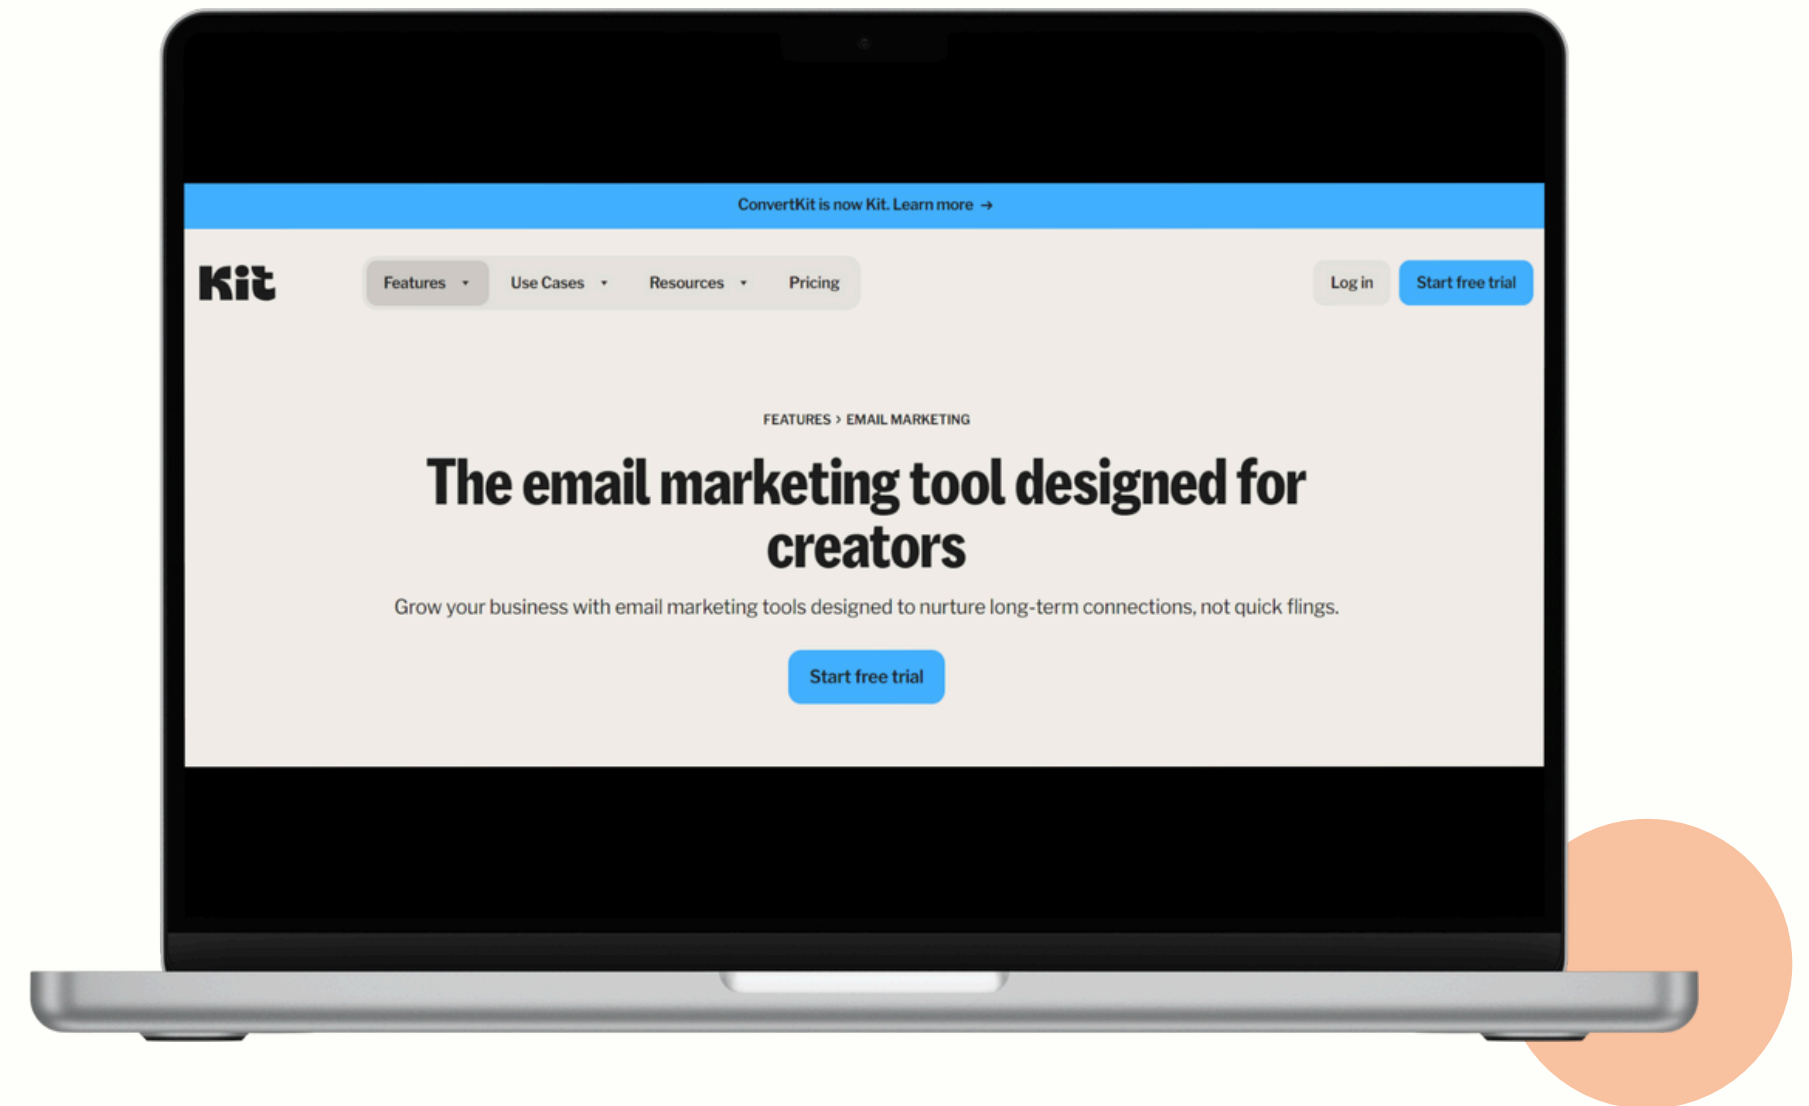 ConvertKit is now Kit. Learn more →
Kit
Features ▾ Use Cases ▾ Resources ▾ Pricing
Log in Start free trial
FEATURES › EMAIL MARKETING
The email marketing tool designed for
creators
Grow your business with email marketing tools designed to nurture long-term connections, not quick flings.
Start free trial